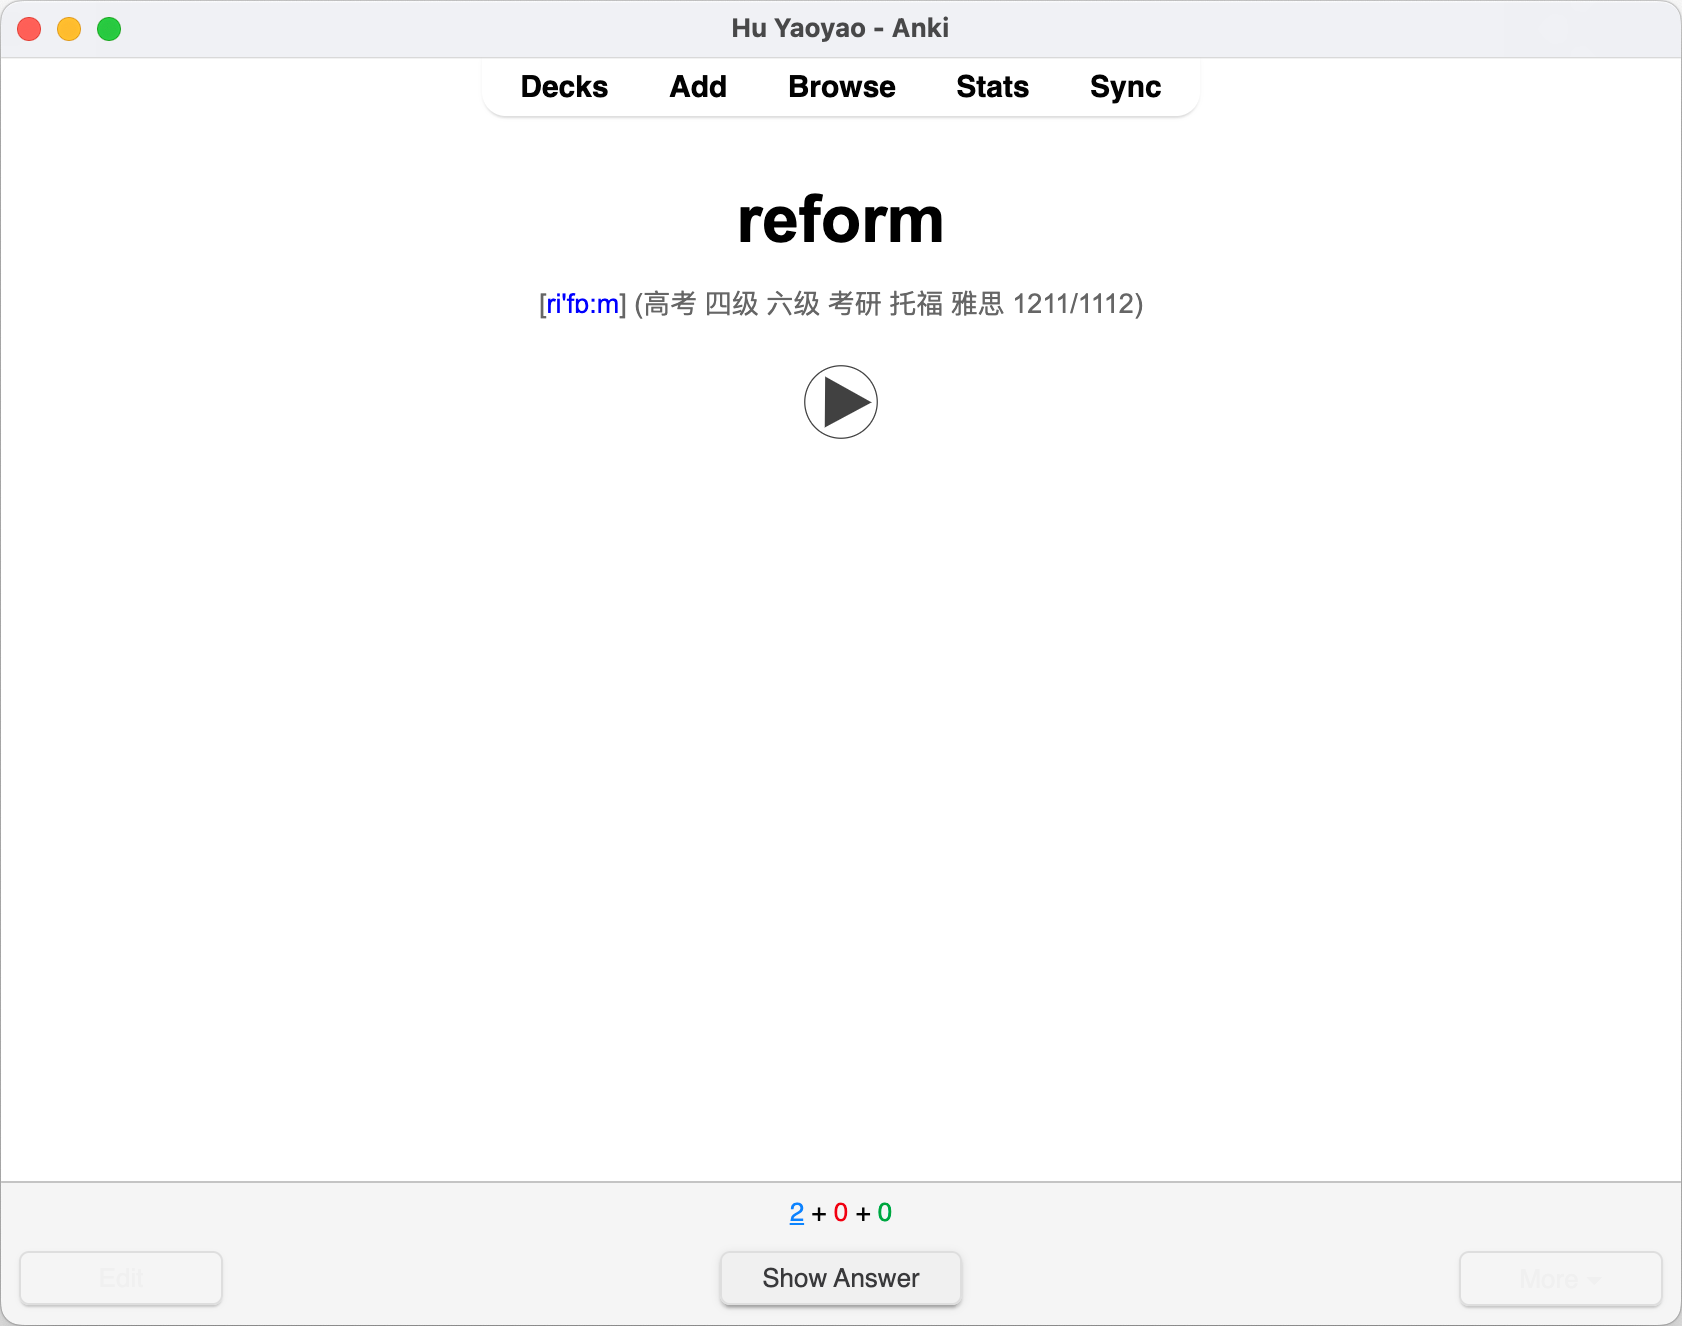 Hu Yaoyao - Anki
Decks Add Browse Stats Sync
reform
[ri'fɒ:m] (高考 四级 六级 考研 托福 雅思 1211/1112)
2 + 0 + 0
Edit Show Answer More